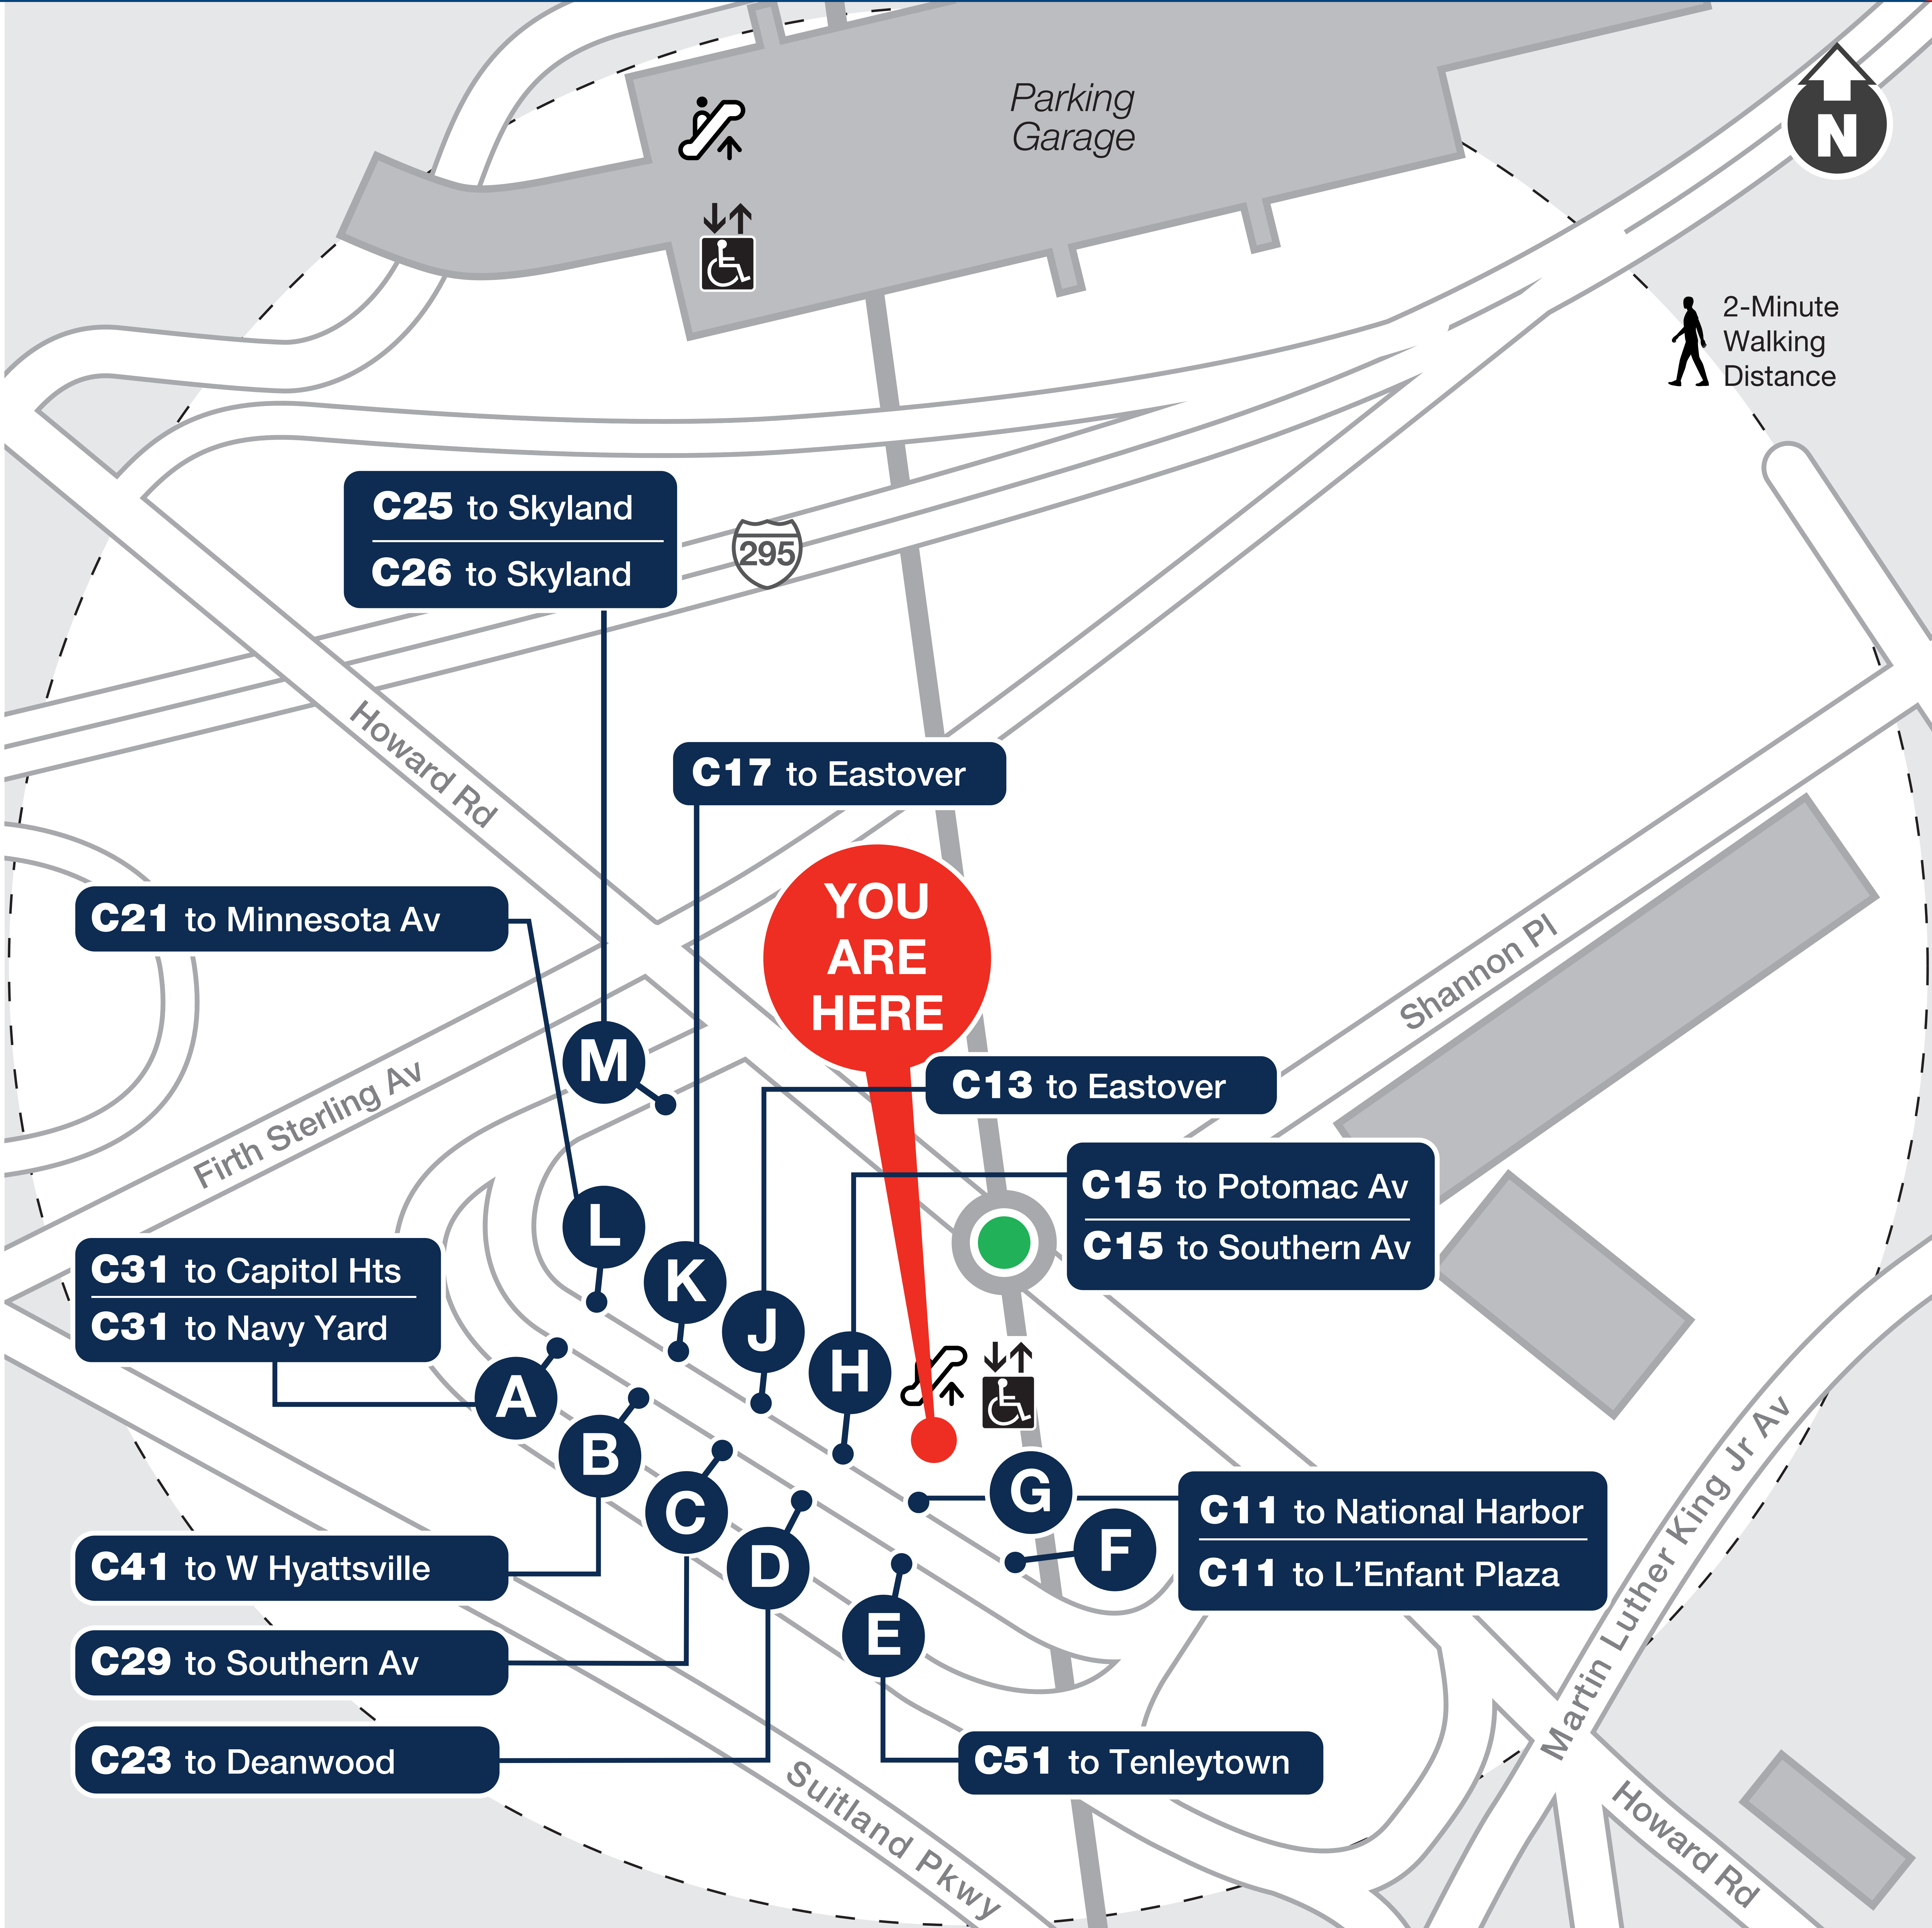 Parking
Garage
N
2-Minute
Walking
Distance
C25 to Skyland
C26 to Skyland
295
Howard Rd
C17 to Eastover
YOU
ARE
HERE
C21 to Minnesota Av
Shannon Pl
M
Firth Sterling Av
C13 to Eastover
C15 to Potomac Av
C15 to Southern Av
L
K
J
H
C31 to Capitol Hts
C31 to Navy Yard
A
B
C
D
E
G
F
C11 to National Harbor
C11 to L’Enfant Plaza
Martin Luther King Jr Av
C41 to W Hyattsville
C29 to Southern Av
C23 to Deanwood
C51 to Tenleytown
Suitland Pkwy
Howard Rd